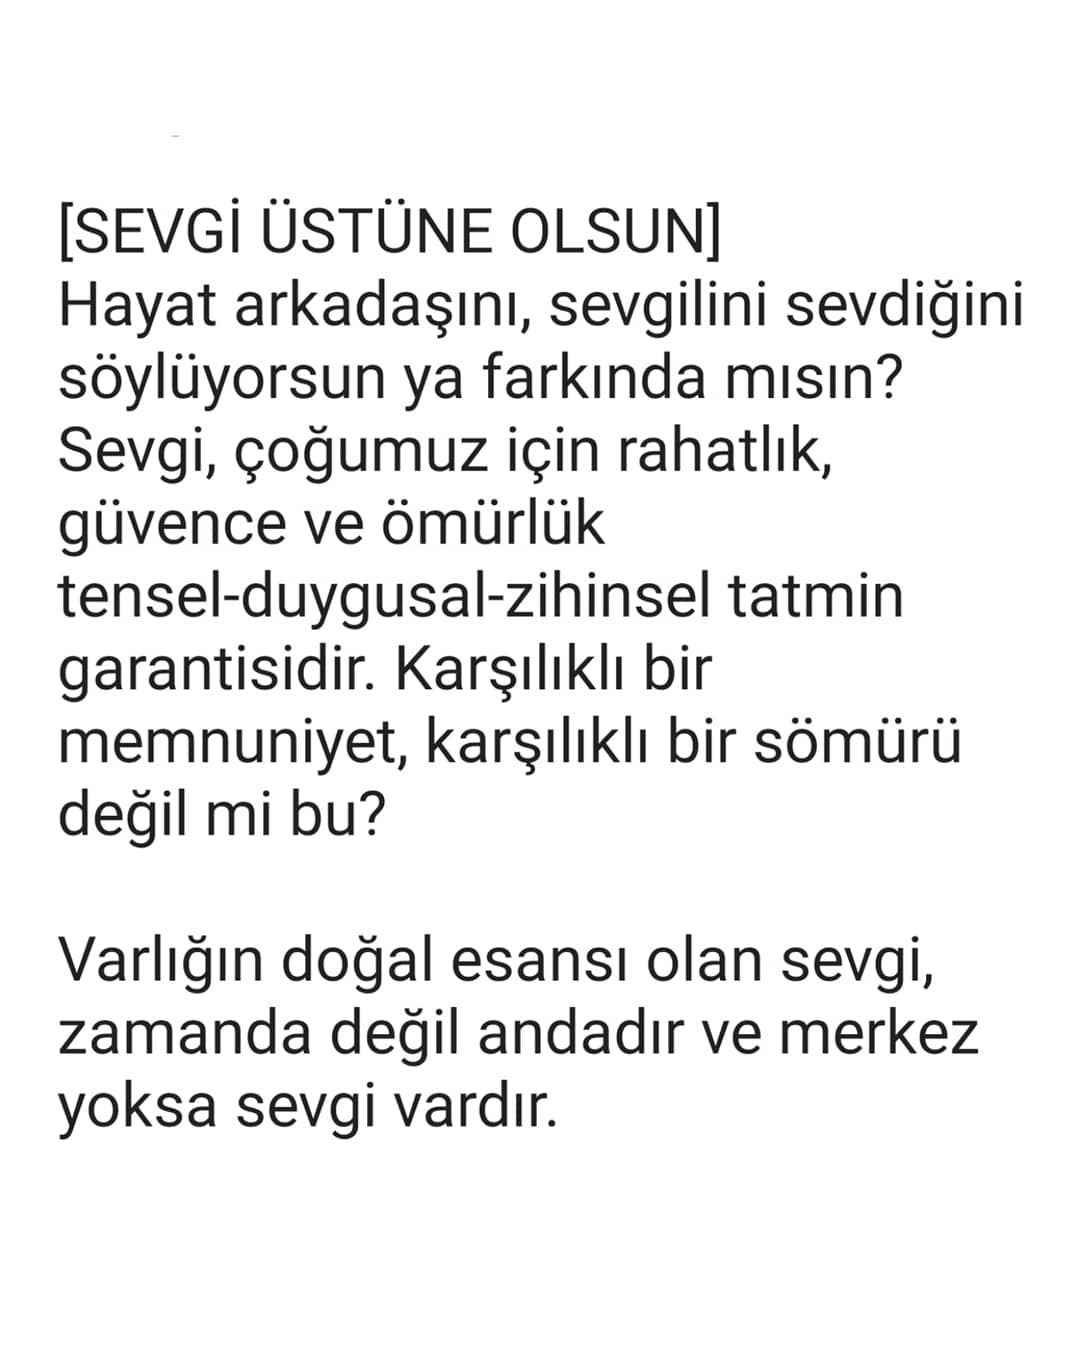 [SEVGİ ÜSTÜNE OLSUN]
Hayat arkadaşını, sevgilini sevdiğini
söylüyorsun ya farkında mısın?
Sevgi, çoğumuz için rahatlık,
güvence ve ömürlük
tensel-duygusal-zihinsel tatmin
garantisidir. Karşılıklı bir
memnuniyet, karşılıklı bir sömürü
değil mi bu?
Varlığın doğal esansı olan sevgi,
zamanda değil andadır ve merkez
yoksa sevgi vardır.